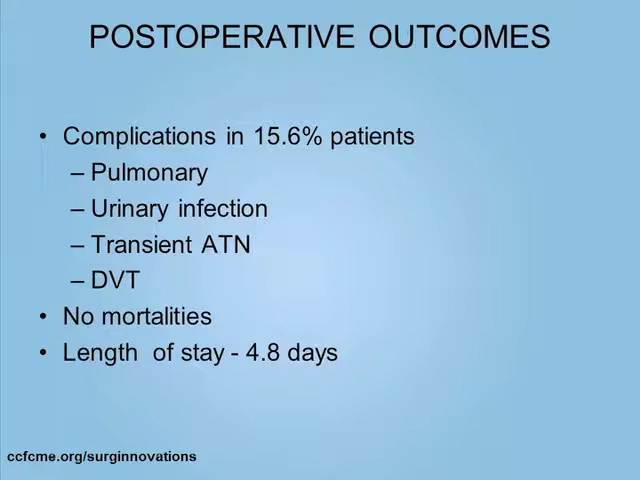 POSTOPERATIVE OUTCOMES
• Complications in 15.6% patients
– Pulmonary
– Urinary infection
– Transient ATN
– DVT
• No mortalities
• Length of stay - 4.8 days
ccfcme.org/surginnovations